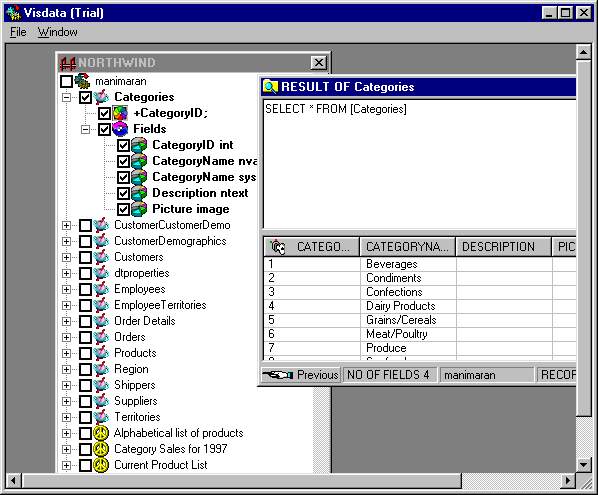 Visdata (Trial)
File Window
NORTHWIND
manimaran
Categories
+CategoryID;
Fields
CategoryID int
CategoryName nva
CategoryName sys
Description ntext
Picture image
CustomerCustomerDemo
CustomerDemographics
Customers
dtproperties
Employees
EmployeeTerritories
Order Details
Orders
Products
Region
Shippers
Suppliers
Territories
Alphabetical list of products
Category Sales for 1997
Current Product List
RESULT OF Categories
SELECT * FROM [Categories]
CATEGO... CATEGORYNA... DESCRIPTION PIC
1 Beverages
2 Condiments
3 Confections
4 Dairy Products
5 Grains/Cereals
6 Meat/Poultry
7 Produce
Previous NO OF FIELDS 4 manimaran RECOF